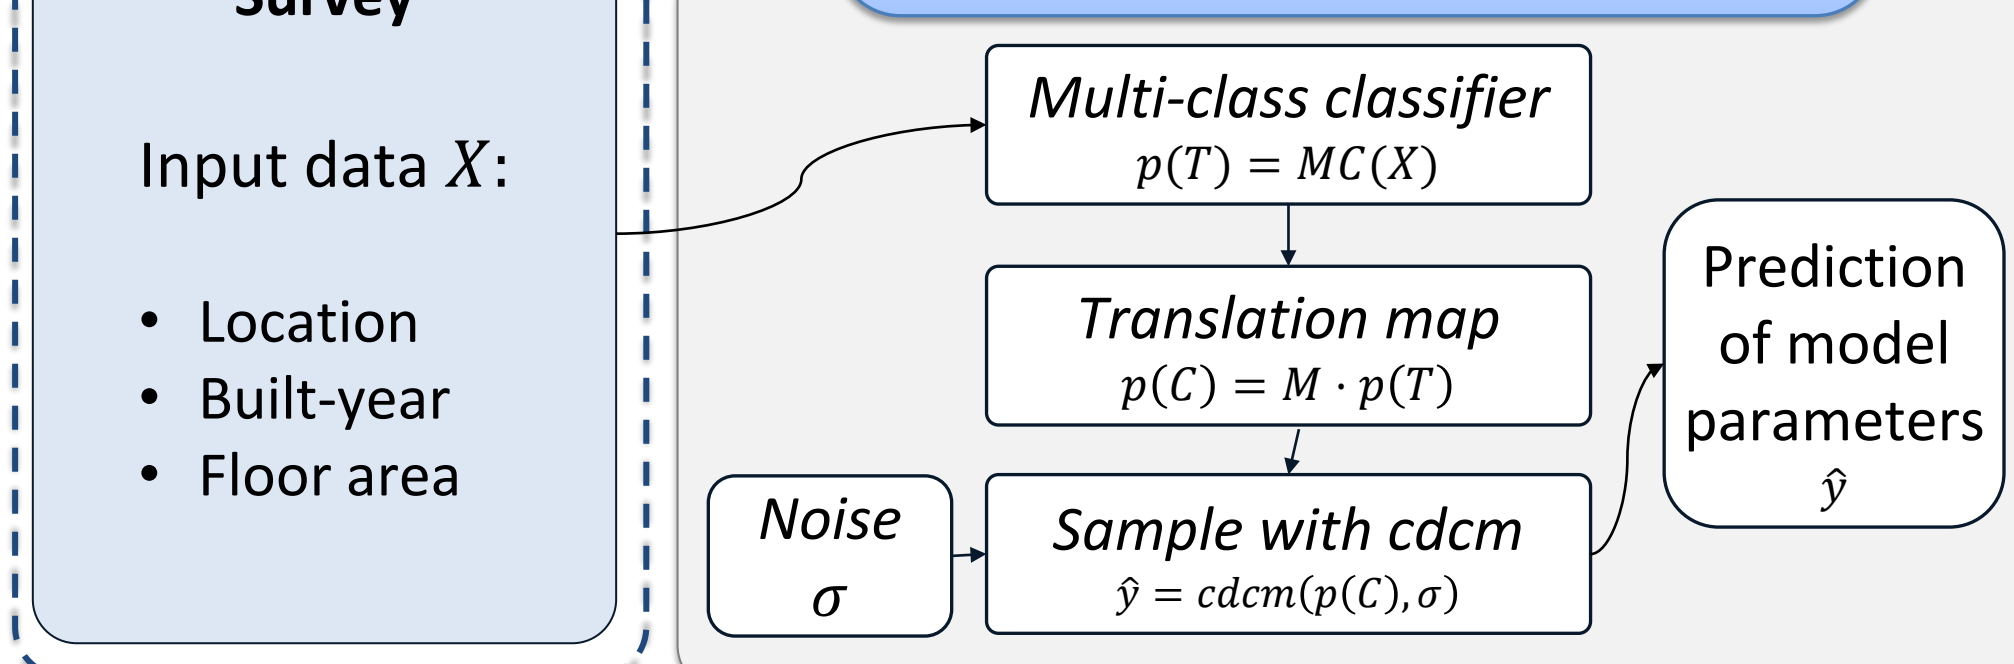 Survey
Input data X:
• Location
• Built-year
• Floor area
Multi-class classifier
p(T) = MC(X)
Translation map
p(C) = M · p(T)
Noise
σ
Sample with cdcm
ŷ = cdcm(p(C), σ)
Prediction
of model
parameters
ŷ